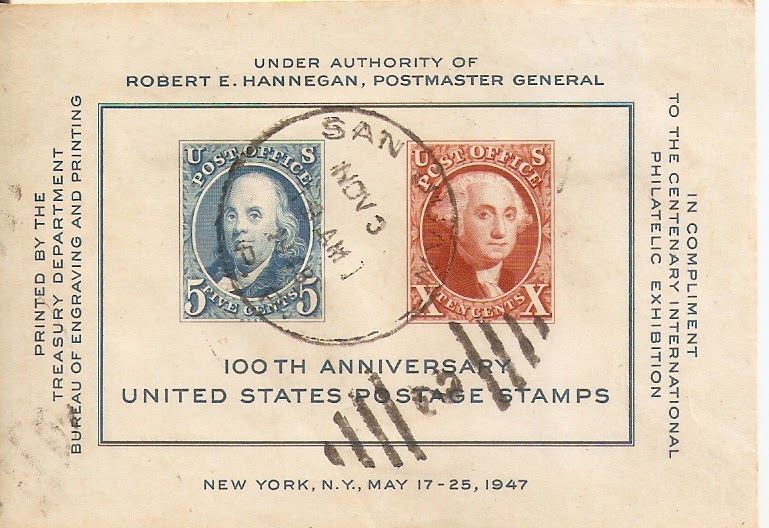 UNDER AUTHORITY OF
ROBERT E. HANNEGAN, POSTMASTER GENERAL
PRINTED BY THE
TREASURY DEPARTMENT
BUREAU OF ENGRAVING AND PRINTING
U S
POST OFFICE
5 FIVE CENTS 5
U S
POST OFFICE
X TEN CENTS X
SAN
NOV 3
AM
100TH ANNIVERSARY
UNITED STATES POSTAGE STAMPS
IN COMPLIMENT
TO THE CENTENARY INTERNATIONAL
PHILATELIC EXHIBITION
NEW YORK, N.Y., MAY 17-25, 1947